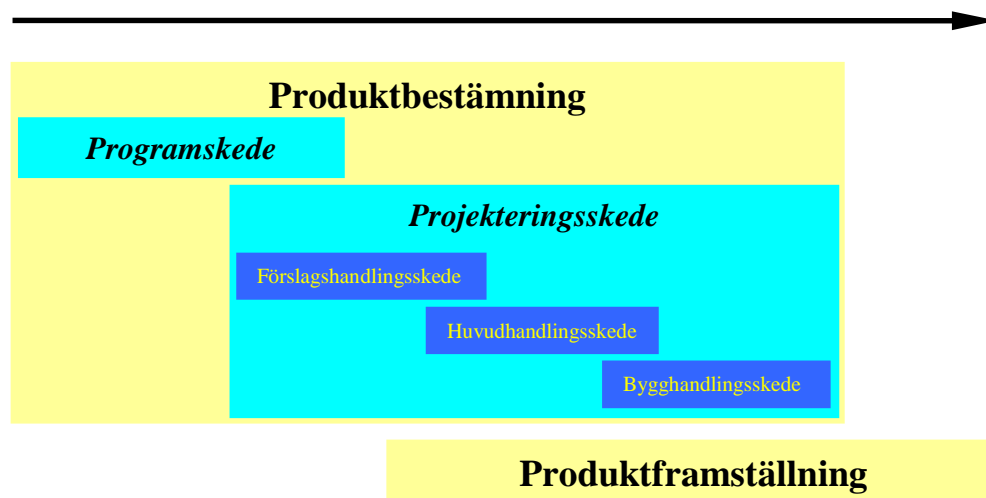 Produktbestämning
Programskede
Projekteringsskede
Förslagshandlingsskede
Huvudhandlingsskede
Bygghandlingsskede
Produktframställning